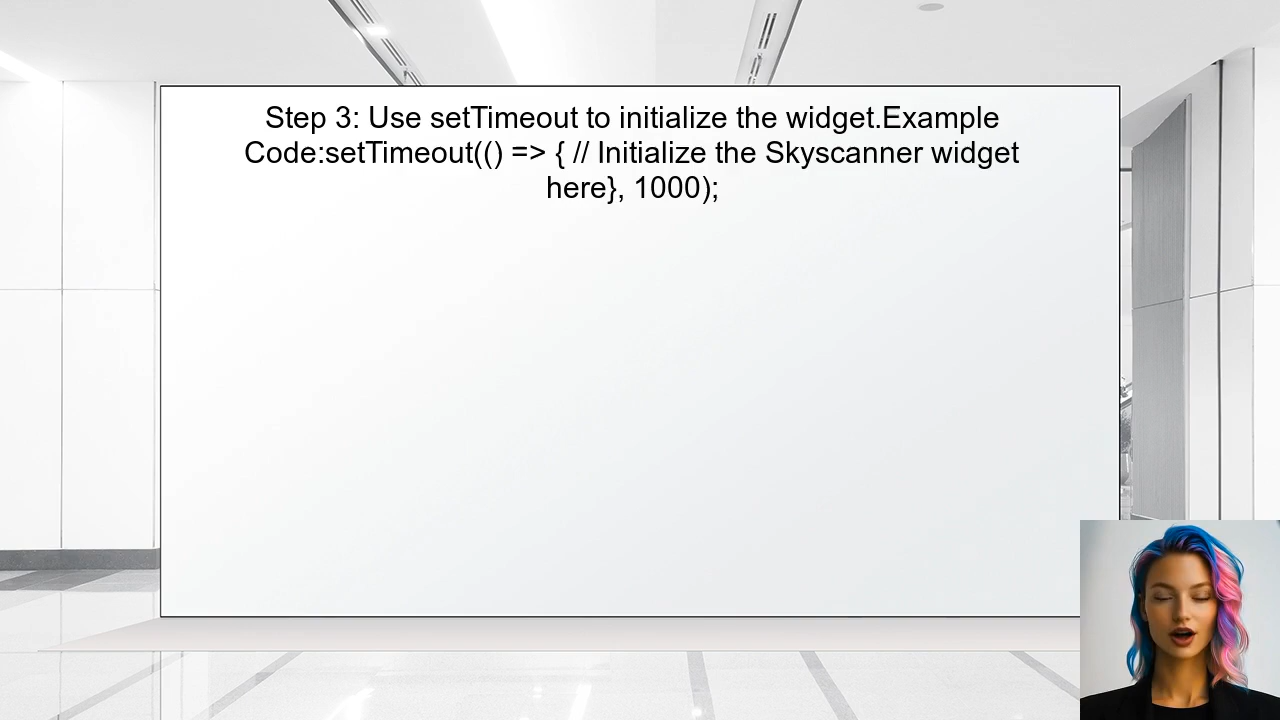 Step 3: Use setTimeout to initialize the widget.Example
Code:setTimeout(() => { // Initialize the Skyscanner widget
here}, 1000);